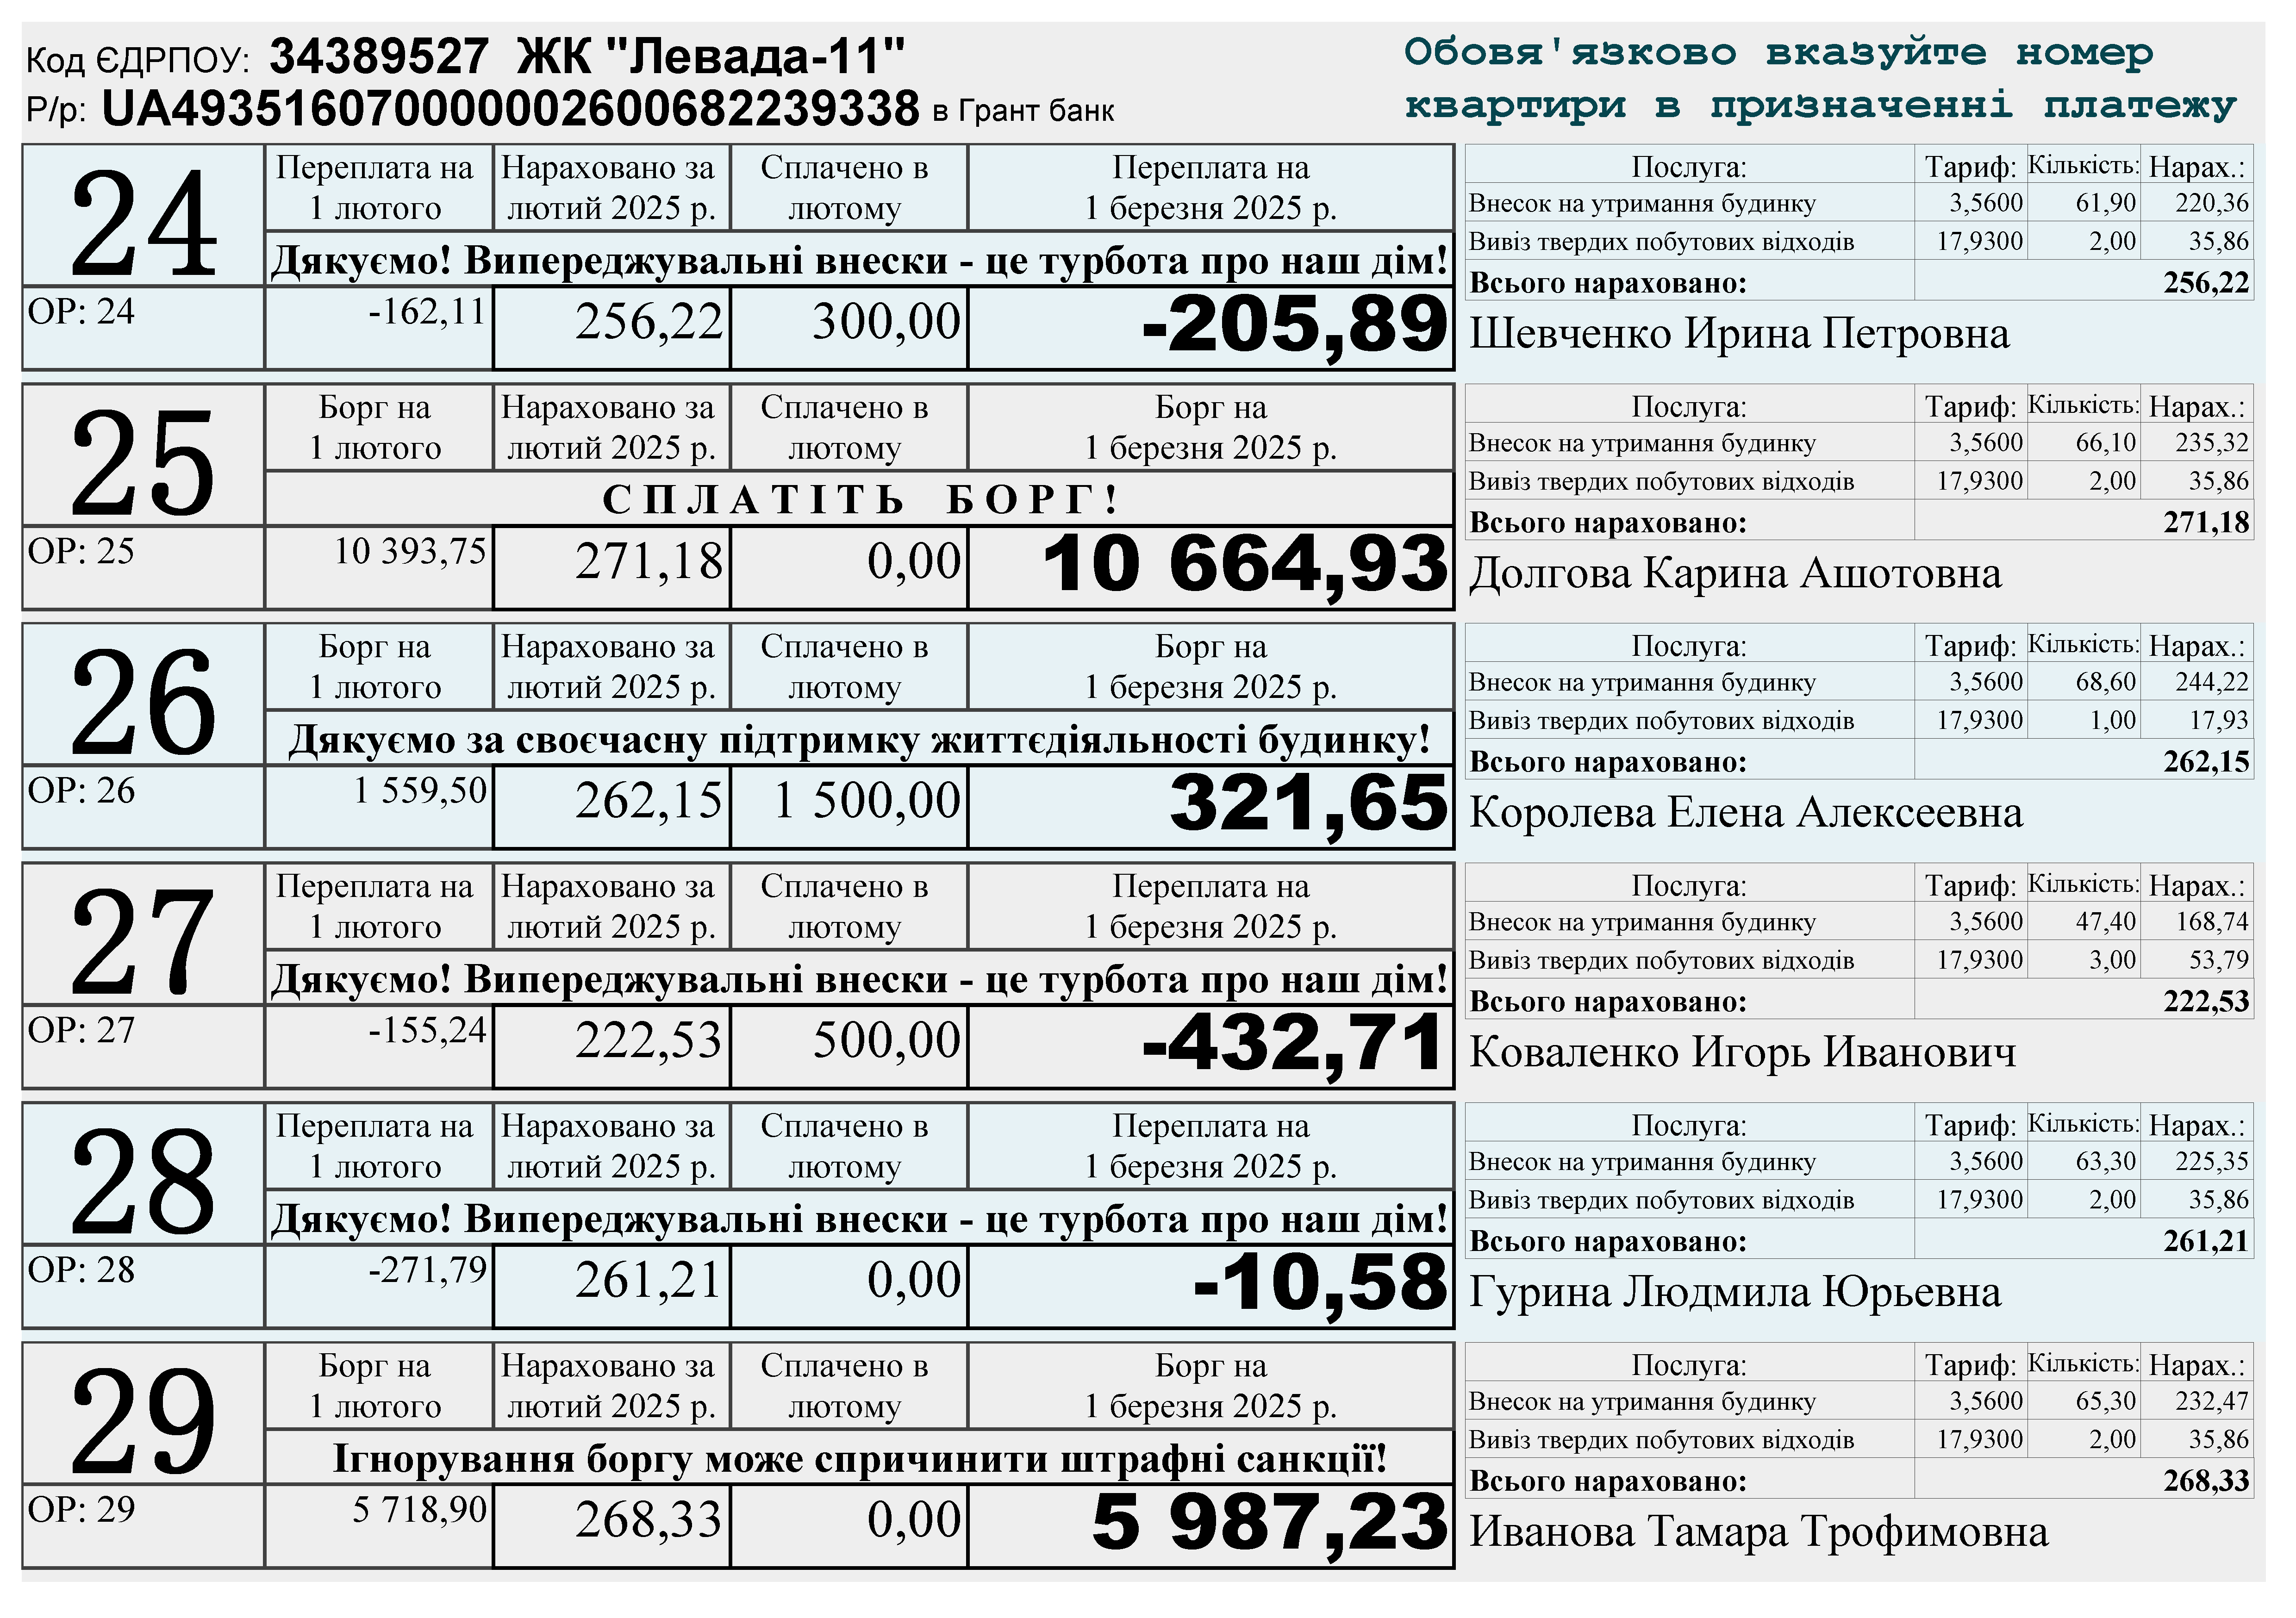 Код ЄДРПОУ: 34389527 ЖК "Левада-11"
Р/р: UA493516070000002600682239338 в Грант банк
Обовя'язково вказуйте номер
квартири в призначенні платежу
24
Переплата на 1 лютого
Нараховано за лютий 2025 р.
Сплачено в лютому
Переплата на 1 березня 2025 р.
Дякуємо! Випереджувальні внески - це турбота про наш дім!
ОР: 24 -162,11 256,22 300,00 -205,89
Послуга: Тариф: Кількість: Нарах.:
Внесок на утримання будинку 3,5600 61,90 220,36
Вивіз твердих побутових відходів 17,9300 2,00 35,86
Всього нараховано: 256,22
Шевченко Ирина Петровна
25
Борг на 1 лютого
Нараховано за лютий 2025 р.
Сплачено в лютому
Борг на 1 березня 2025 р.
С П Л А Т І Т Ь Б О Р Г !
ОР: 25 10 393,75 271,18 0,00 10 664,93
Послуга: Тариф: Кількість: Нарах.:
Внесок на утримання будинку 3,5600 66,10 235,32
Вивіз твердих побутових відходів 17,9300 2,00 35,86
Всього нараховано: 271,18
Долгова Карина Ашотовна
26
Борг на 1 лютого
Нараховано за лютий 2025 р.
Сплачено в лютому
Борг на 1 березня 2025 р.
Дякуємо за своєчасну підтримку життєдіяльності будинку!
ОР: 26 1 559,50 262,15 1 500,00 321,65
Послуга: Тариф: Кількість: Нарах.:
Внесок на утримання будинку 3,5600 68,60 244,22
Вивіз твердих побутових відходів 17,9300 1,00 17,93
Всього нараховано: 262,15
Королева Елена Алексеевна
27
Переплата на 1 лютого
Нараховано за лютий 2025 р.
Сплачено в лютому
Переплата на 1 березня 2025 р.
Дякуємо! Випереджувальні внески - це турбота про наш дім!
ОР: 27 -155,24 222,53 500,00 -432,71
Послуга: Тариф: Кількість: Нарах.:
Внесок на утримання будинку 3,5600 47,40 168,74
Вивіз твердих побутових відходів 17,9300 3,00 53,79
Всього нараховано: 222,53
Коваленко Игорь Иванович
28
Переплата на 1 лютого
Нараховано за лютий 2025 р.
Сплачено в лютому
Переплата на 1 березня 2025 р.
Дякуємо! Випереджувальні внески - це турбота про наш дім!
ОР: 28 -271,79 261,21 0,00 -10,58
Послуга: Тариф: Кількість: Нарах.:
Внесок на утримання будинку 3,5600 63,30 225,35
Вивіз твердих побутових відходів 17,9300 2,00 35,86
Всього нараховано: 261,21
Гурина Людмила Юрьевна
29
Борг на 1 лютого
Нараховано за лютий 2025 р.
Сплачено в лютому
Борг на 1 березня 2025 р.
Ігнорування боргу може спричинити штрафні санкції!
ОР: 29 5 718,90 268,33 0,00 5 987,23
Послуга: Тариф: Кількість: Нарах.:
Внесок на утримання будинку 3,5600 65,30 232,47
Вивіз твердих побутових відходів 17,9300 2,00 35,86
Всього нараховано: 268,33
Иванова Тамара Трофимовна